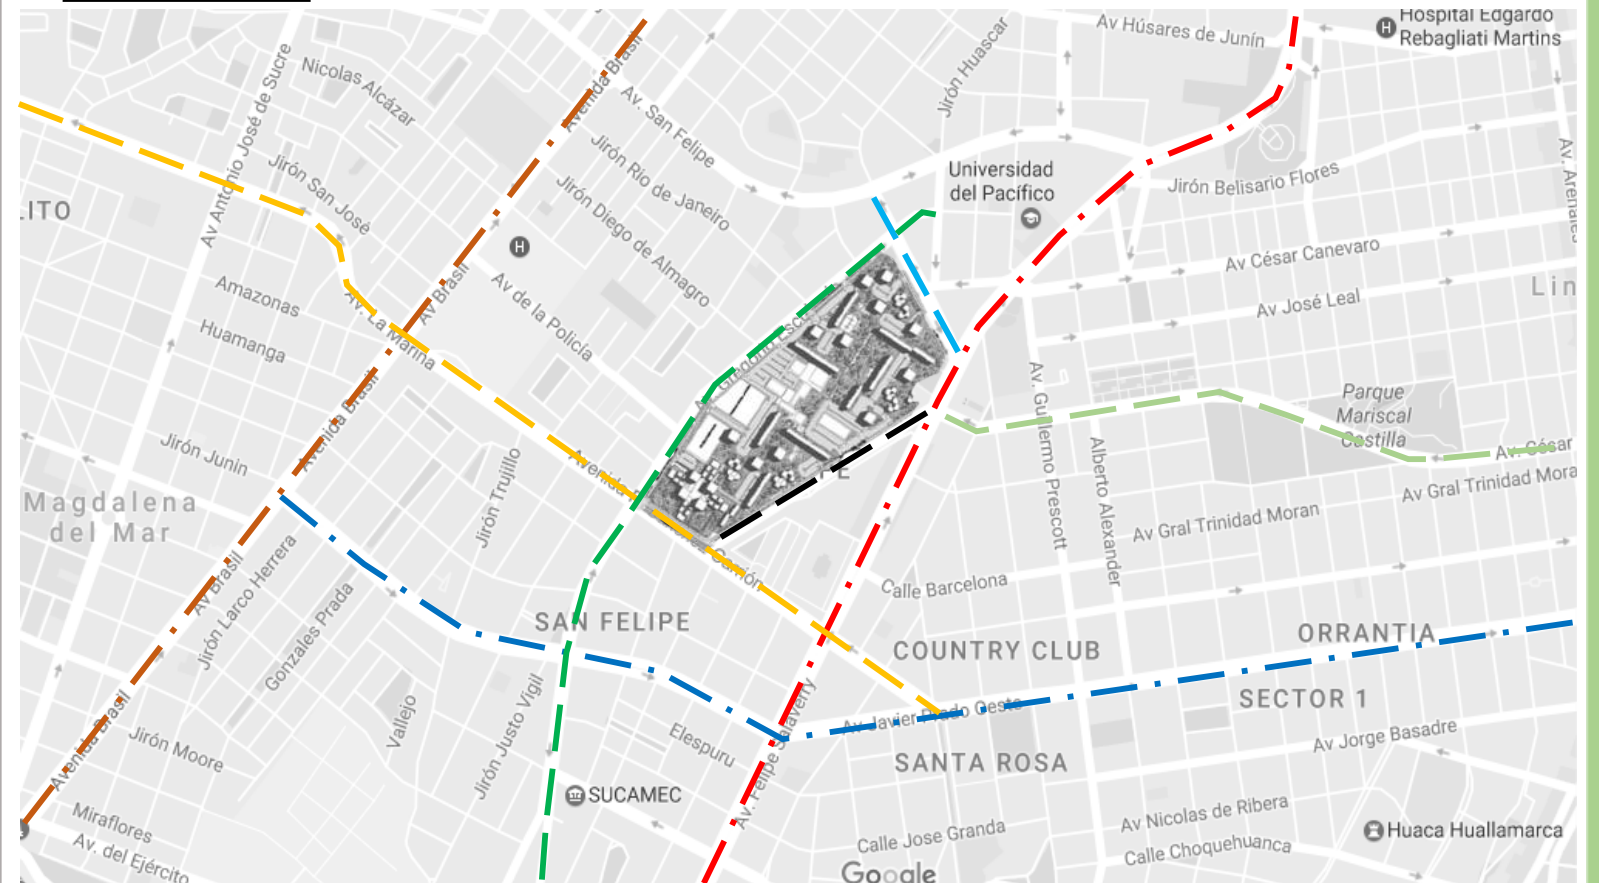 Hospital Edgardo
Rebagliati Martins
H
Av Húsares de Junín
Jirón Huascar
Avenida Brasil
Nicolas Alcázar
Av Antonio José de Sucre
Av. San Felipe
Jirón Río de Janeiro
Universidad
del Pacífico
Av. Arenales
Jirón Belisario Flores
Jirón San José
Jirón Diego de Almagro
LITO
H
Av César Canevaro
Av José Leal
Lin
Amazonas
Av Brasil
Av de la Policía
Av. La Marina
Huamanga
Gregorio
Av. Guillermo Prescott
Parque
Mariscal
Castilla
Avenida Brasil
Av. César
Jirón Junín
Avenida
Jirón Trujillo
Alberto Alexander
Av Gral Trinidad Mora
Magdalena
del Mar
Av Gral Trinidad Moran
Carrión
Av Brasil
Jirón Larco Herrera
Gonzales Prada
Calle Barcelona
SAN FELIPE
COUNTRY CLUB
ORRANTIA
SECTOR 1
Av Javier Prado Oeste
Vallejo
Jirón Justo Vigil
Elespuru
Av. Felipe Salaverry
Avenida Brasil
Jirón Moore
SANTA ROSA
Av Jorge Basadre
SUCAMEC
Miraflores
Av. del Ejército
Calle Jose Granda
Av Nicolas de Ribera
Calle Choquehuanca
Huaca Huallamarca
Google